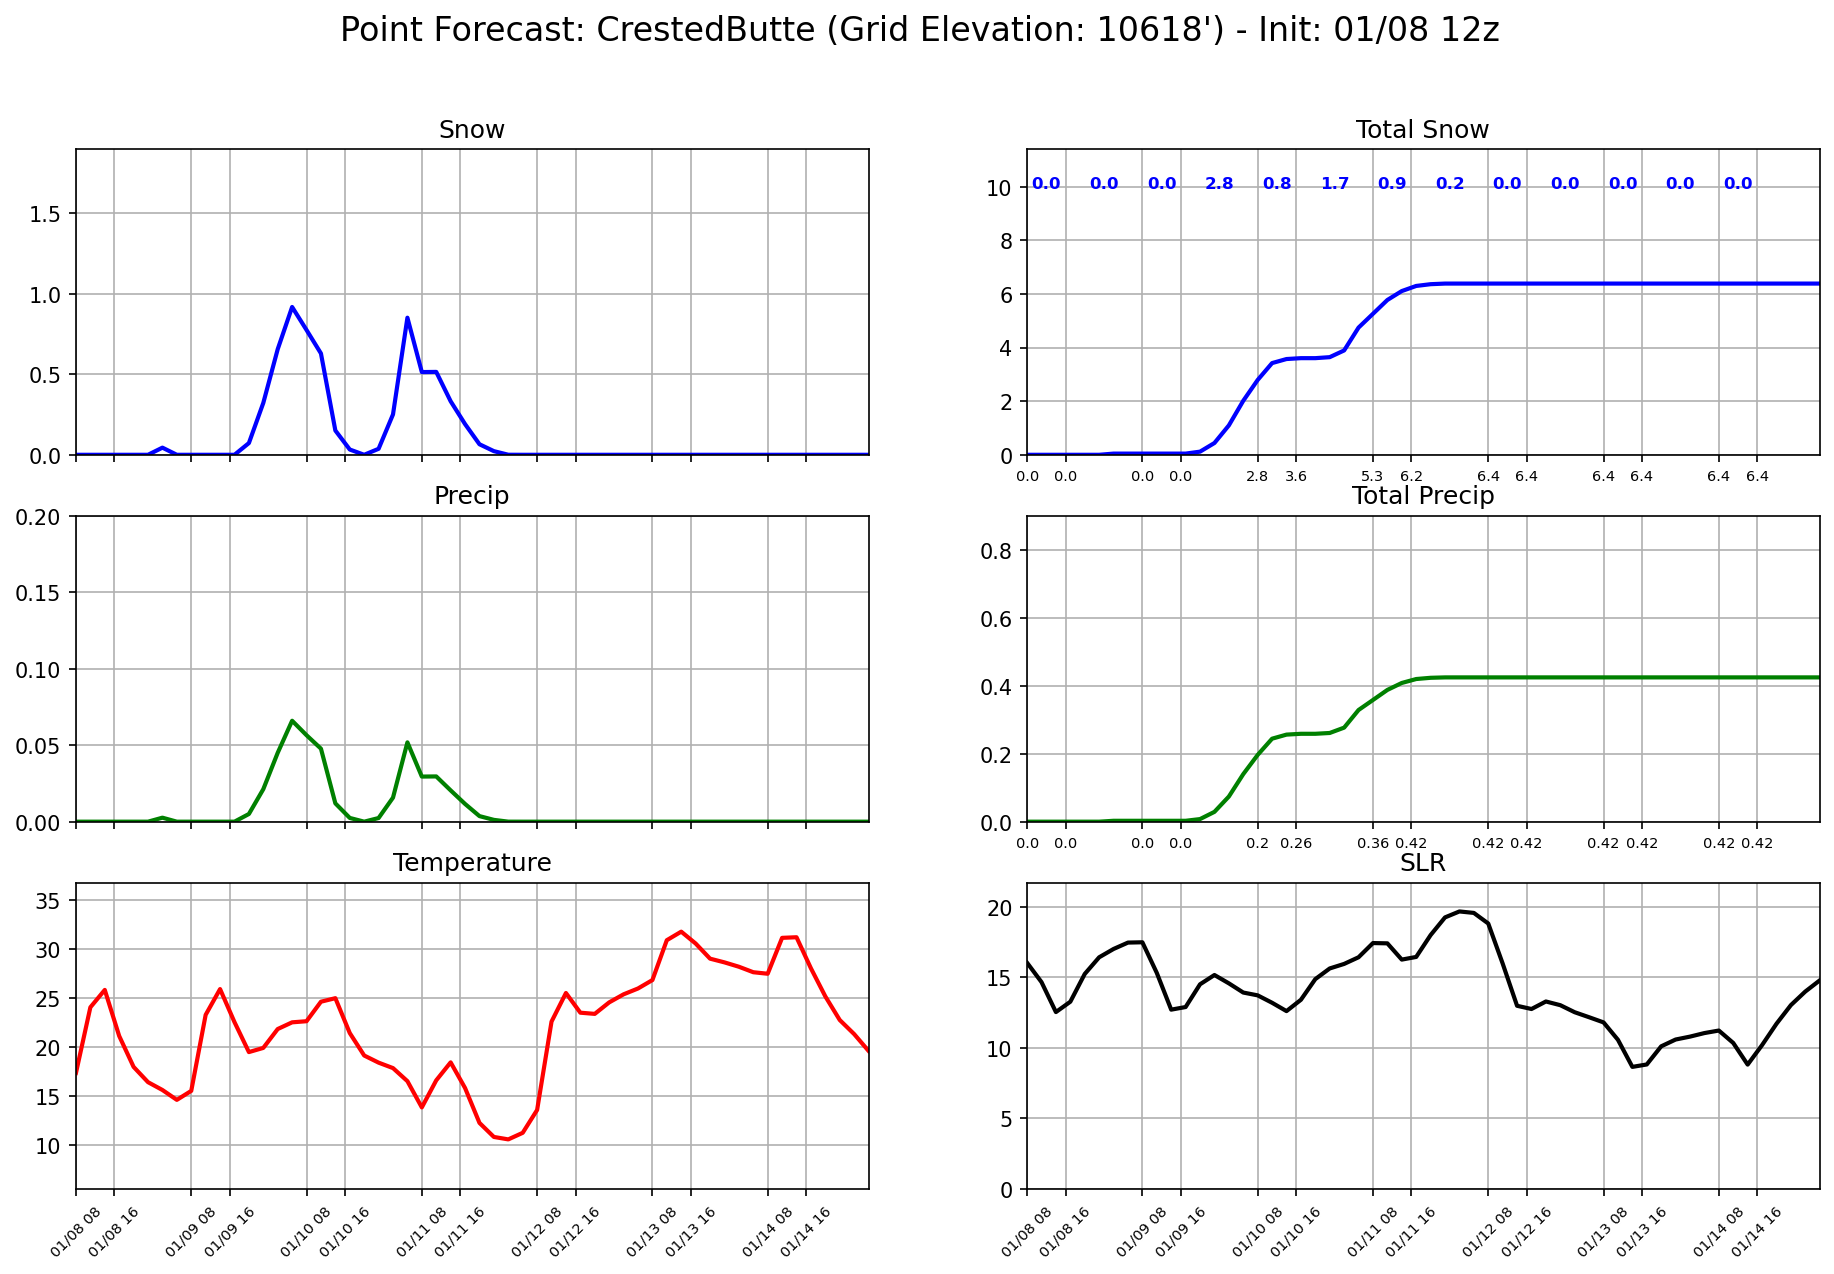 Point Forecast: CrestedButte (Grid Elevation: 10618') - Init: 01/08 12z
Snow
1.5
1.0
0.5
0.0
Total Snow
10
8
6
4
2
0
0.0 0.0 0.0 2.8 0.8 1.7 0.9 0.2 0.0 0.0 0.0 0.0 0.0
0.0 0.0 0.0 0.0 2.8 3.6 5.3 6.2 6.4 6.4 6.4 6.4 6.4 6.4
Precip
0.20
0.15
0.10
0.05
0.00
Total Precip
0.8
0.6
0.4
0.2
0.0
0.0 0.0 0.0 0.0 0.2 0.26 0.36 0.42 0.42 0.42 0.42 0.42 0.42 0.42
Temperature
35
30
25
20
15
10
01/08 08 01/08 16 01/09 08 01/09 16 01/10 08 01/10 16 01/11 08 01/11 16 01/12 08 01/12 16 01/13 08 01/13 16 01/14 08 01/14 16
SLR
20
15
10
5
0
01/08 08 01/08 16 01/09 08 01/09 16 01/10 08 01/10 16 01/11 08 01/11 16 01/12 08 01/12 16 01/13 08 01/13 16 01/14 08 01/14 16